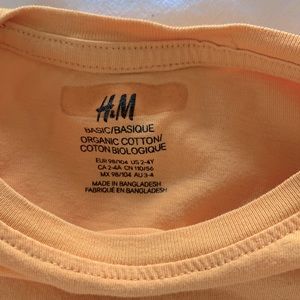 H&M
BASIC/BASIQUE
ORGANIC COTTON/
COTON BIOLOGIQUE
EUR 98/104 US 2-4Y
CA 2-4A CN 110/56
MX 98/104 AU 3-4
MADE IN BANGLADESH
FABRIQUÉ EN BANGLADESH